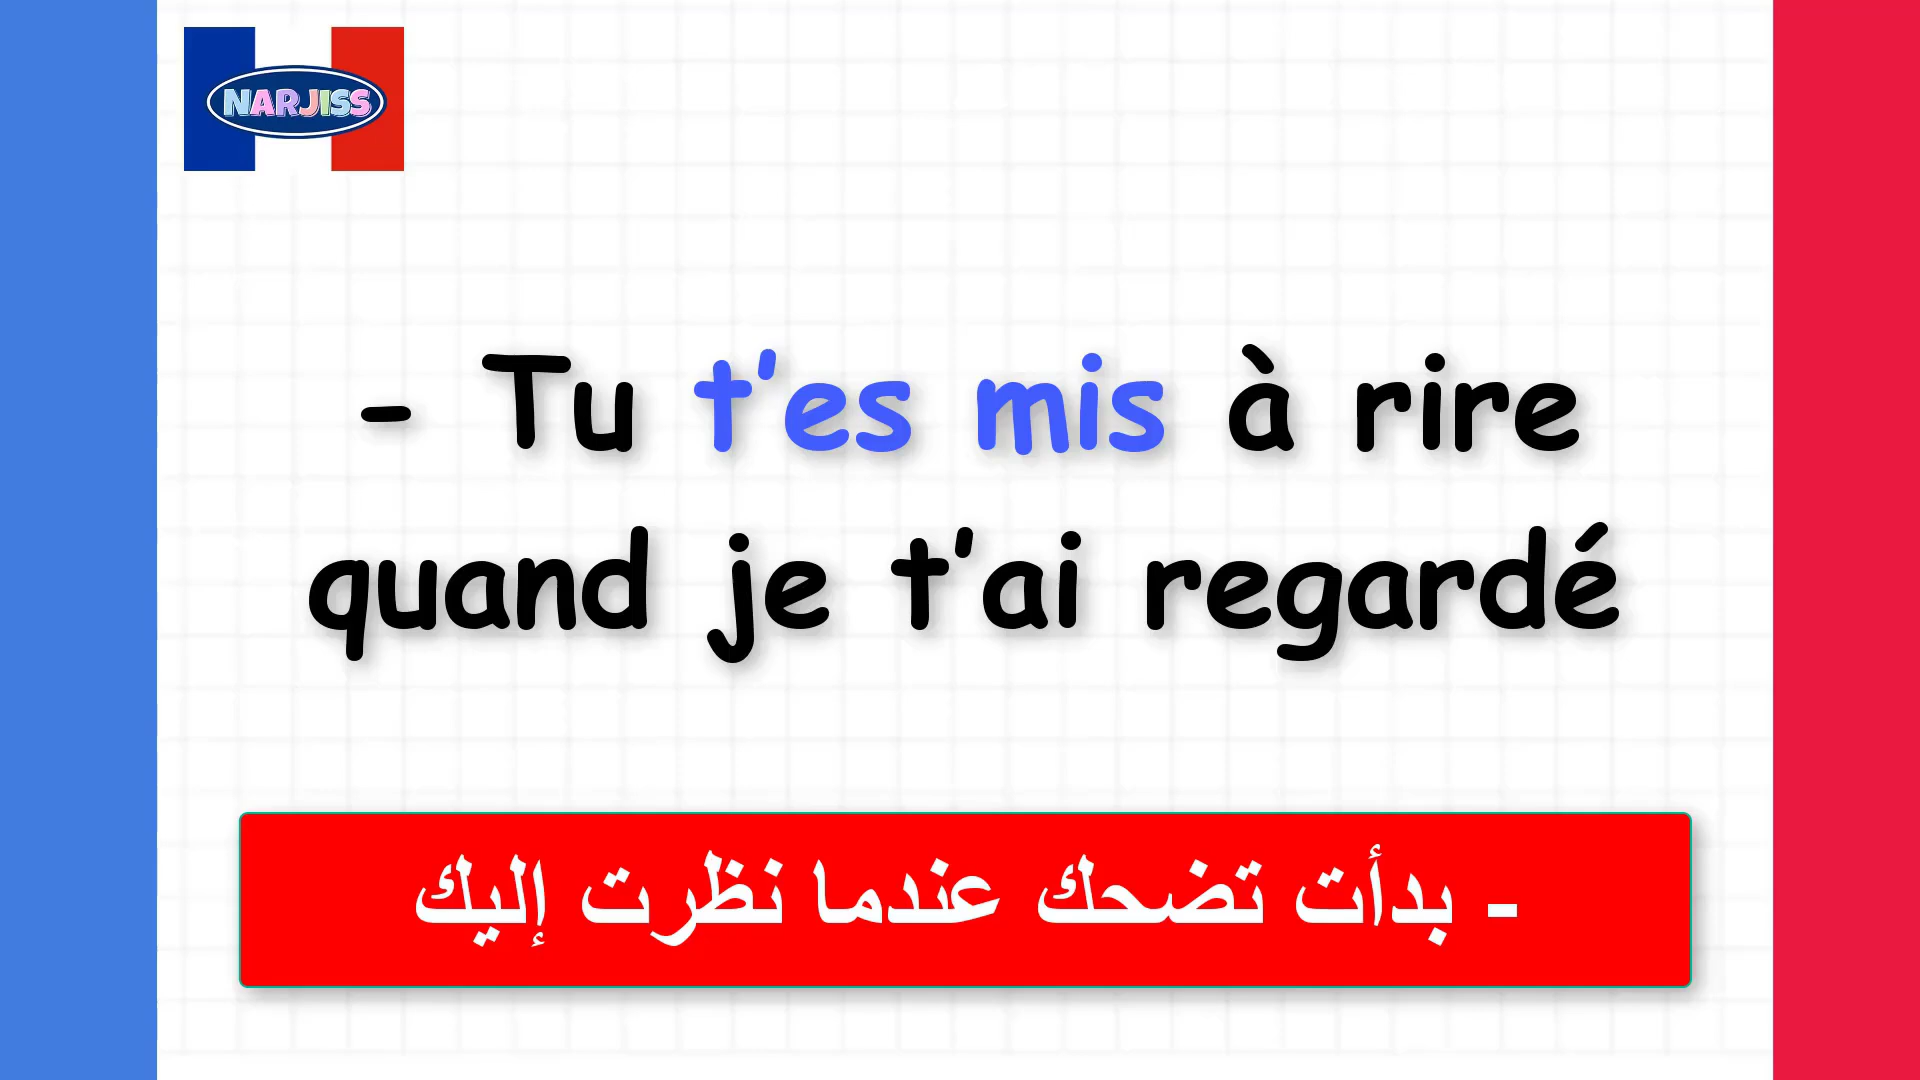 NARJISS
- Tu t’es mis à rire
quand je t’ai regardé
- بدأت تضحك عندما نظرت إليك